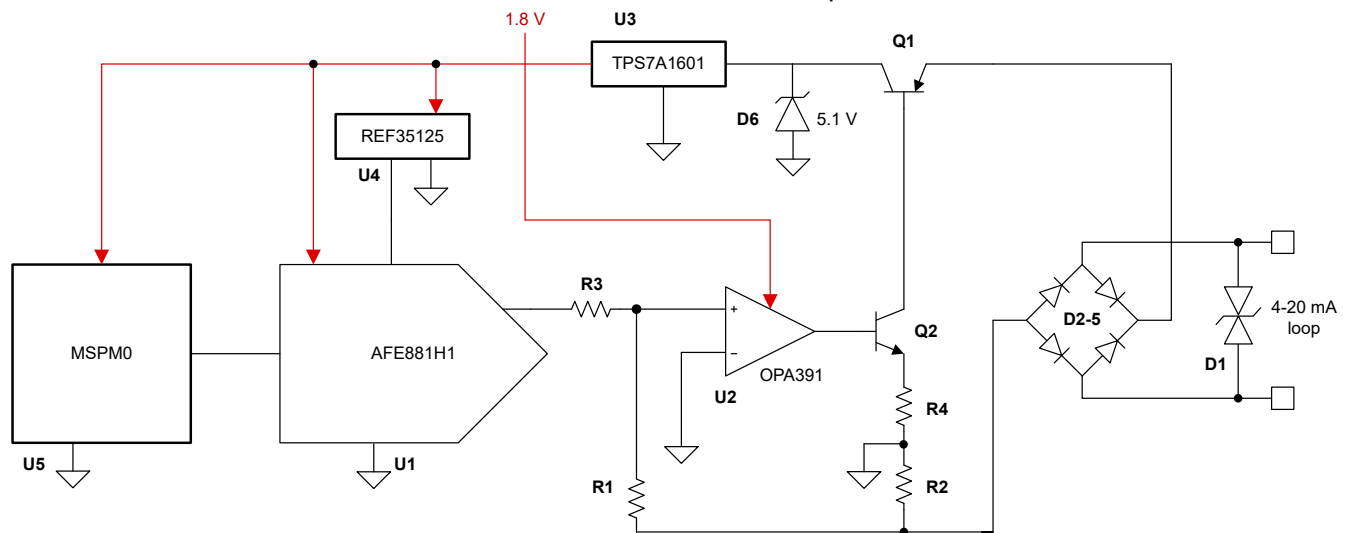 1.8 V
U3
Q1
TPS7A1601
D6
5.1 V
REF35125
U4
R3
+
D2-5
4-20 mA
loop
MSPM0
AFE881H1
Q2
−
OPA391
D1
U2
R4
U5
U1
R1
R2